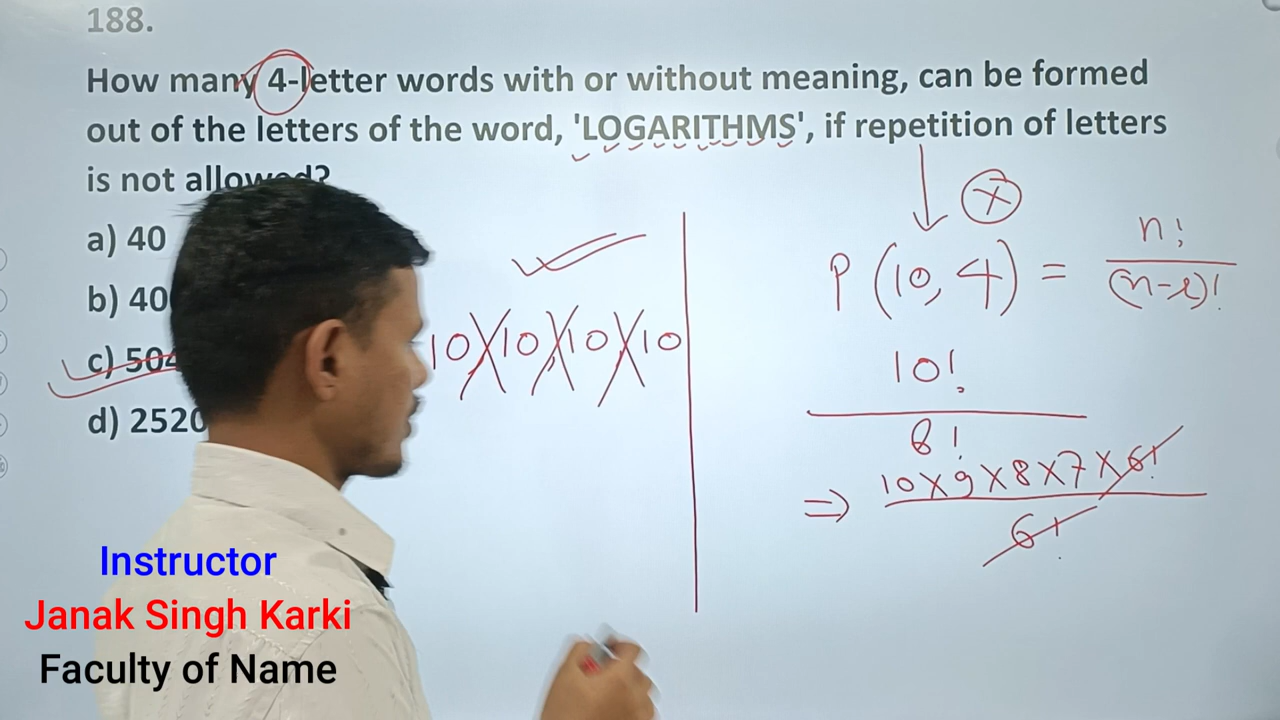 188.
How many 4-letter words with or without meaning, can be formed
out of the letters of the word, 'LOGARITHMS', if repetition of letters
is not allowed?
a) 40
b) 40
c) 504
d) 2520
10 X 10 X 10 X 10
X
P (10, 4) = n! / (n-r)!
10!
6!
⇒ 10 X 9 X 8 X 7 X 6!
6!
Instructor
Janak Singh Karki
Faculty of Name